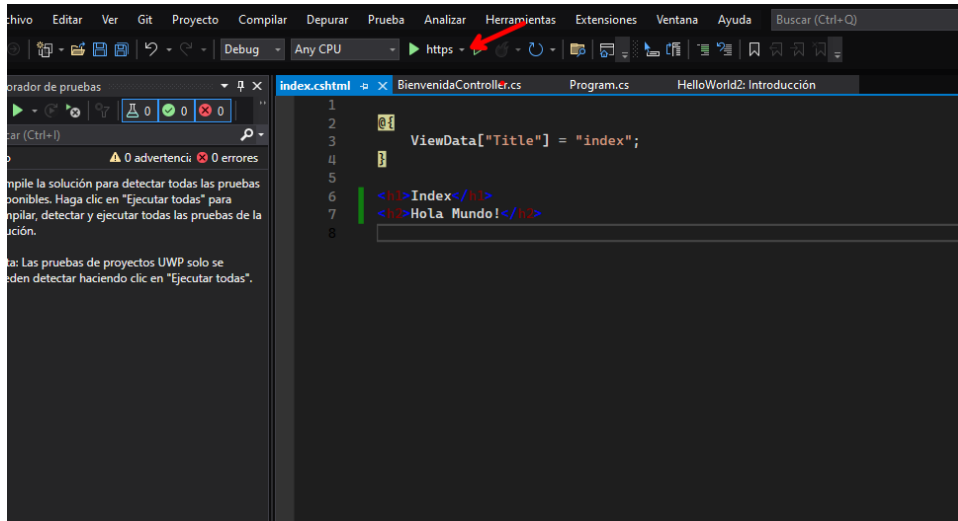 chivo Editar Ver Git Proyecto Compilar Depurar Prueba Analizar Herramientas Extensiones Ventana Ayuda Buscar (Ctrl+Q)
Debug Any CPU https
orador de pruebas
index.cshtml BienvenidaController.cs Program.cs HelloWorld2: Introducción
0 0 0
car (Ctrl+I)
0 advertenci 0 errores
mpile la solución para detectar todas las pruebas
ponibles. Haga clic en "Ejecutar todas" para
mpilar, detectar y ejecutar todas las pruebas de la
ución.
ta: Las pruebas de proyectos UWP solo se
eden detectar haciendo clic en "Ejecutar todas".
1
2 @{
3 ViewData["Title"] = "index";
4 }
5
6 <h1>Index</h1>
7 <h2>Hola Mundo!</h2>
8